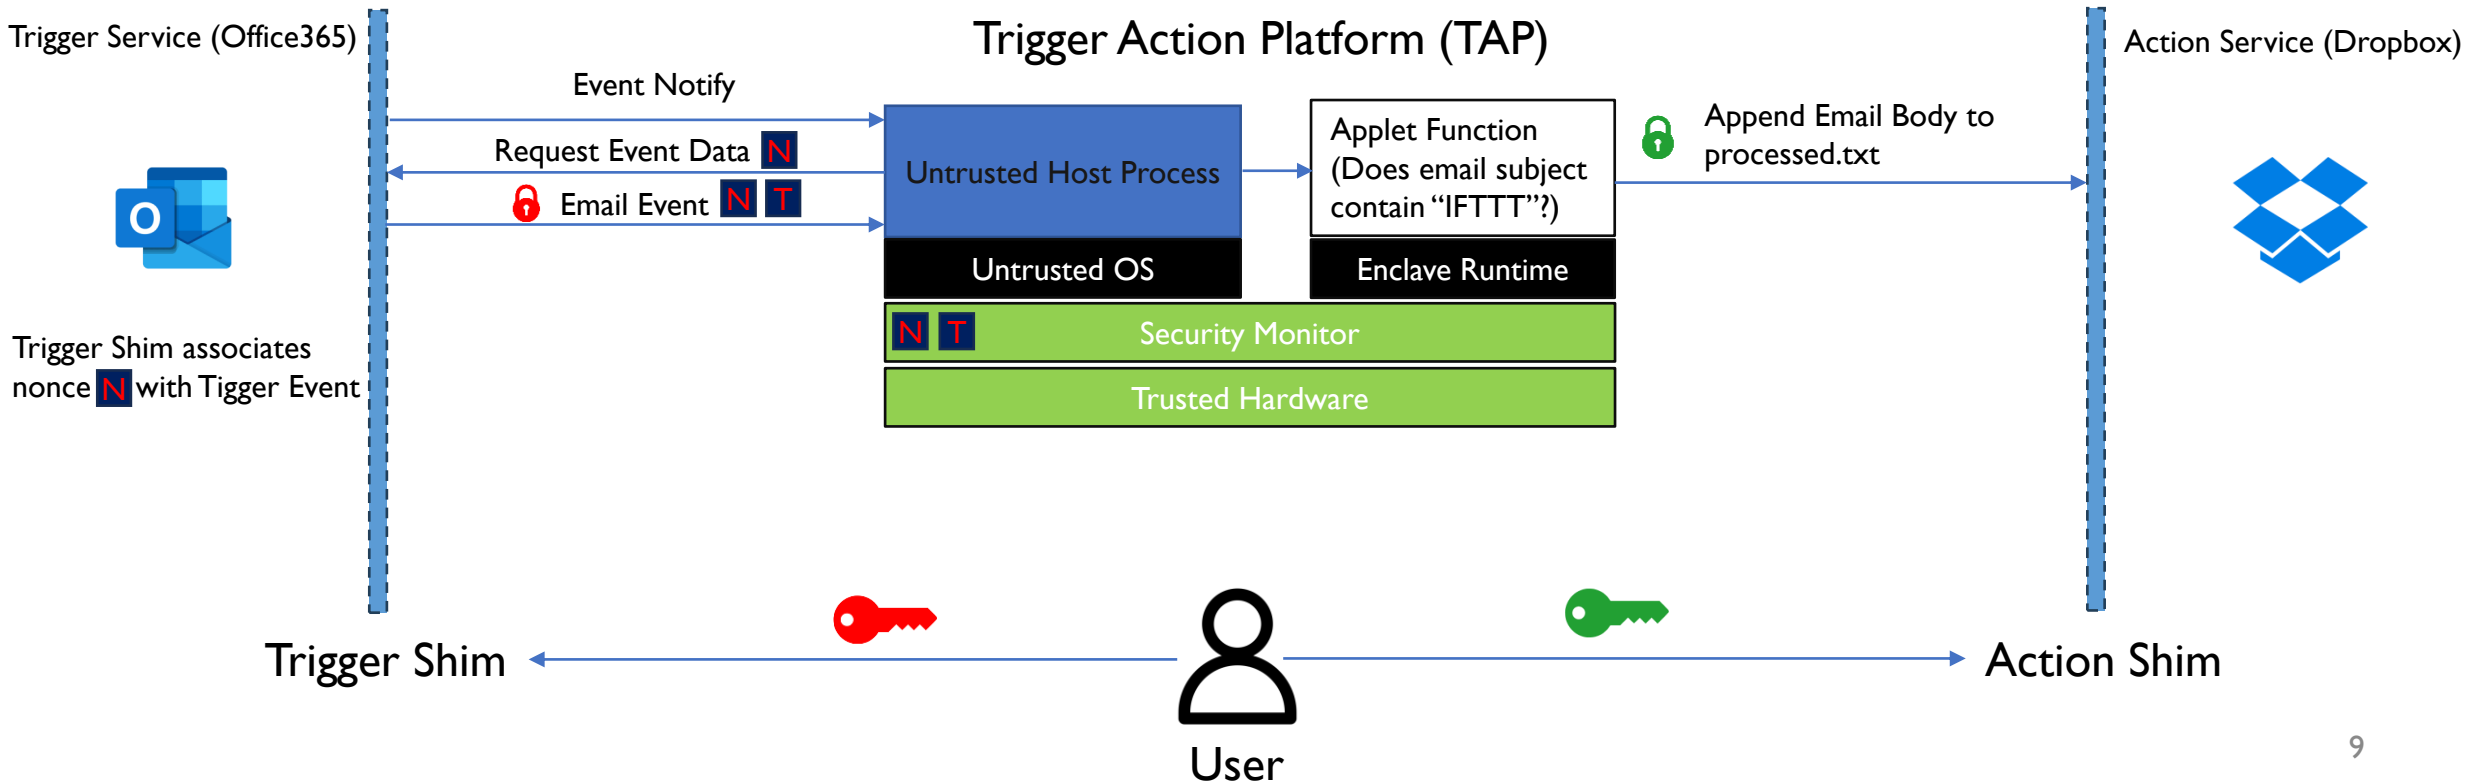 Trigger Service (Office365)
Trigger Action Platform (TAP)
Action Service (Dropbox)
Event Notify
Request Event Data N
Email Event N T
Untrusted Host Process
Applet Function
(Does email subject
contain “IFTTT”?)
Append Email Body to
processed.txt
O
Untrusted OS
Enclave Runtime
N T Security Monitor
Trusted Hardware
Trigger Shim associates
nonce N with Tigger Event
Trigger Shim
Action Shim
User
9